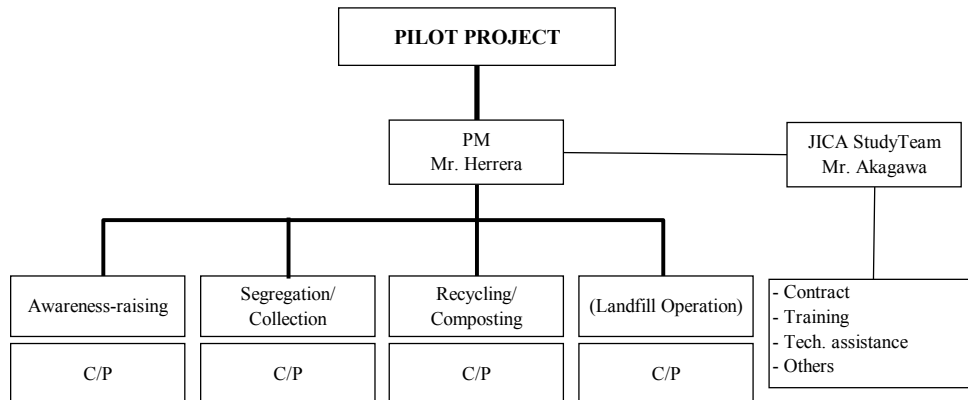 PILOT PROJECT
PM
Mr. Herrera
JICA StudyTeam
Mr. Akagawa
Awareness-raising
Segregation/
Collection
Recycling/
Composting
(Landfill Operation)
- Contract
- Training
- Tech. assistance
- Others
C/P
C/P
C/P
C/P